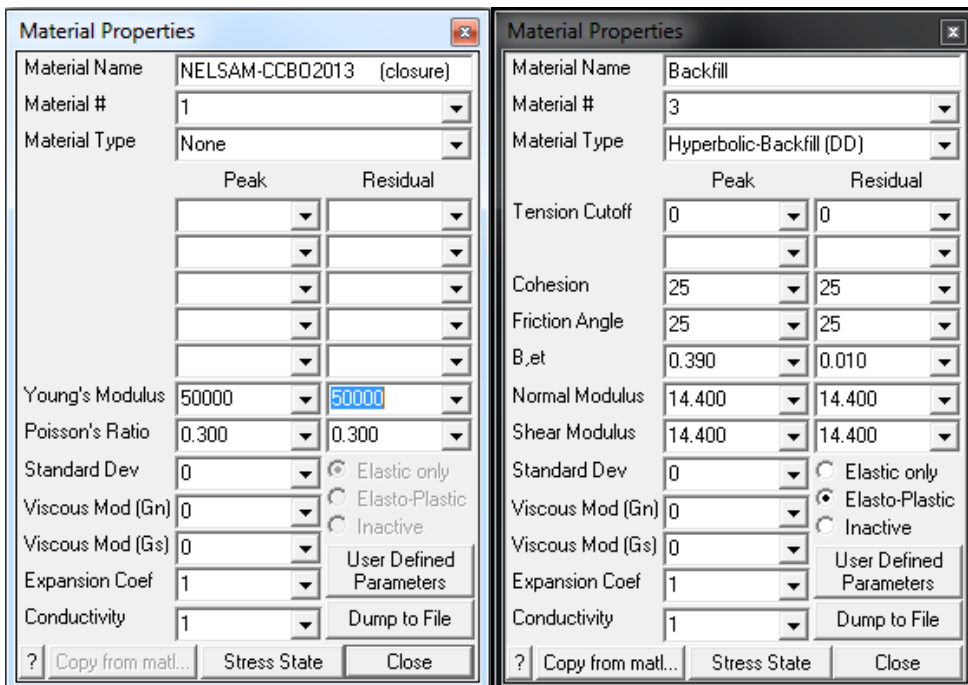 Material Properties
Material Name NELSAM-CCBO2013 (closure)
Material # 1
Material Type None
Peak Residual
Young's Modulus 50000 50000
Poisson's Ratio 0.300 0.300
Standard Dev 0 Elastic only
Elasto-Plastic
Viscous Mod (Gn) 0
Inactive
Viscous Mod (Gs) 0
User Defined
Expansion Coef 1 Parameters
Conductivity 1 Dump to File
? Copy from matl... Stress State Close
Material Properties
Material Name Backfill
Material # 3
Material Type Hyperbolic-Backfill (DD)
Peak Residual
Tension Cutoff 0 0
Cohesion 25 25
Friction Angle 25 25
B,et 0.390 0.010
Normal Modulus 14.400 14.400
Shear Modulus 14.400 14.400
Standard Dev 0 Elastic only
Elasto-Plastic
Viscous Mod (Gn) 0
Inactive
Viscous Mod (Gs) 0
User Defined
Expansion Coef 1 Parameters
Conductivity 1 Dump to File
? Copy from matl... Stress State Close